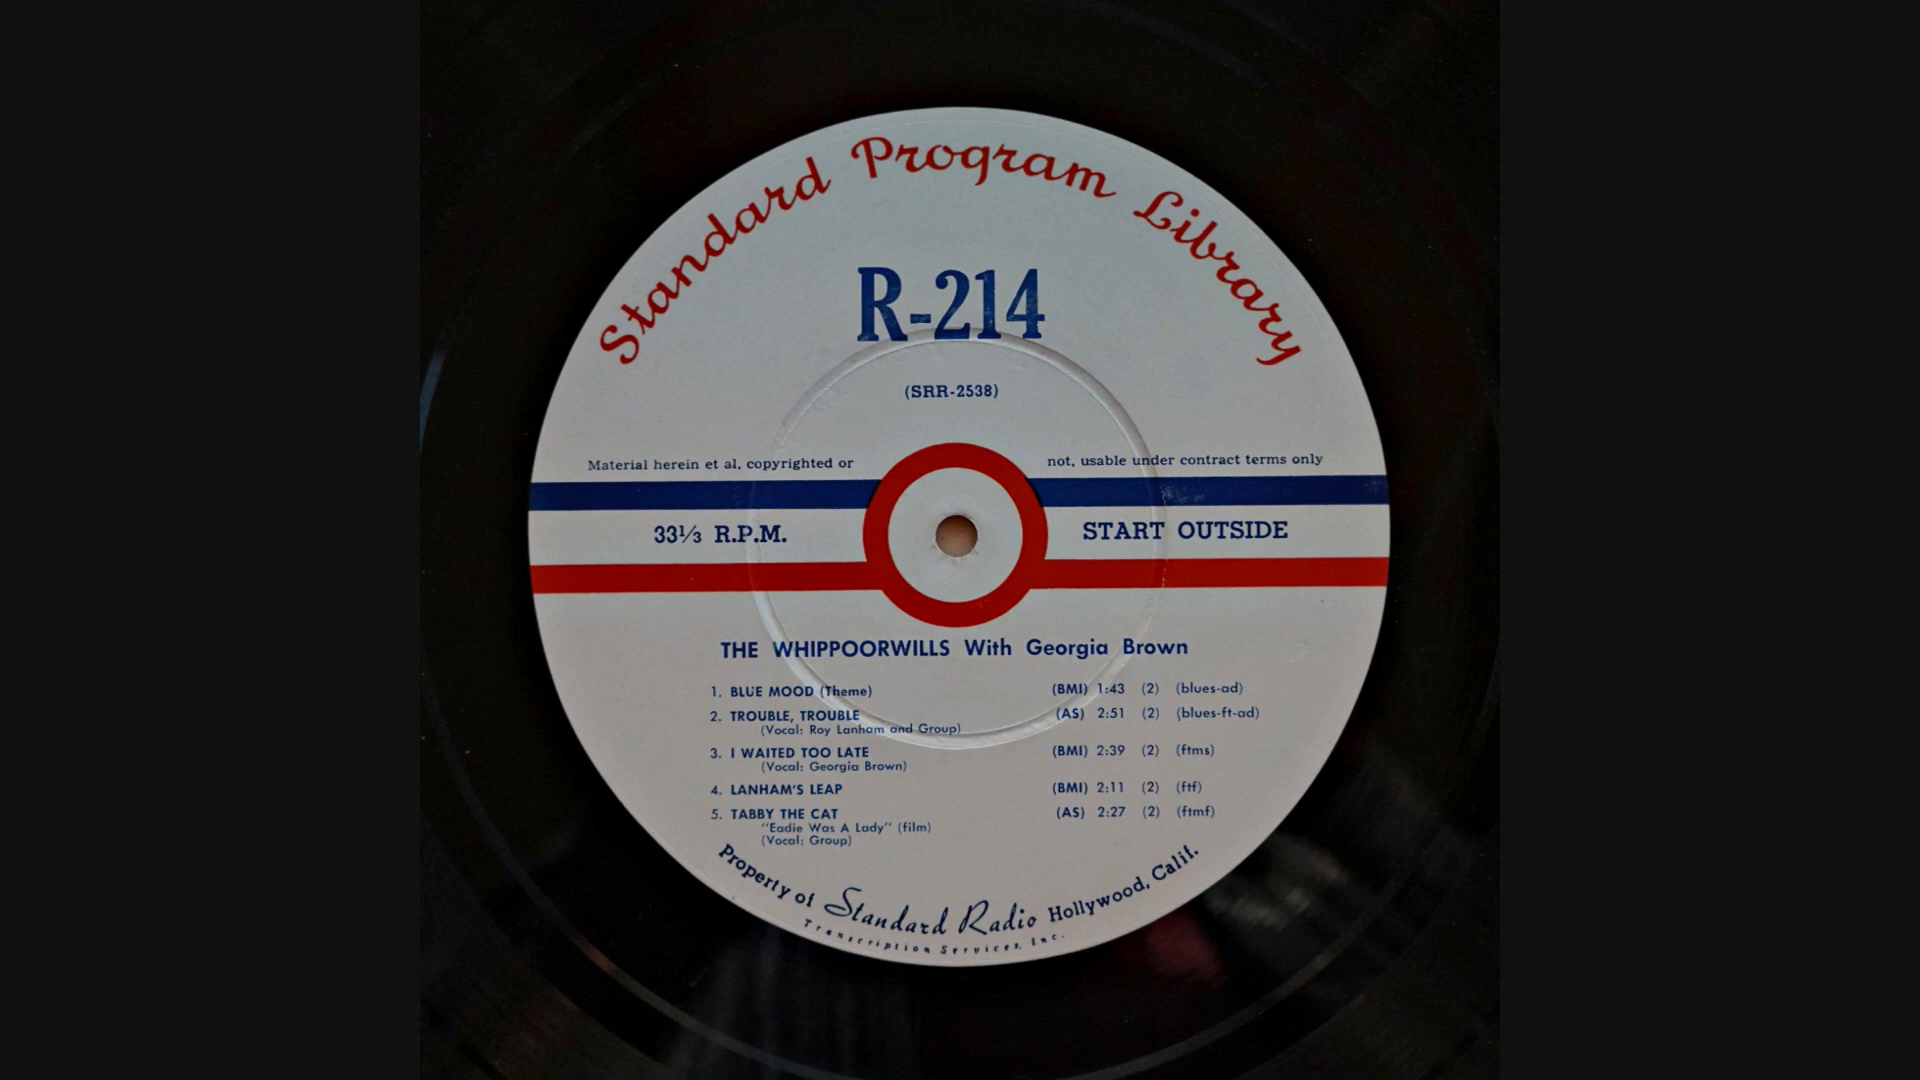 Standard Program Library
R-214
(SRR-2538)
Material herein et al, copyrighted or not, usable under contract terms only
33⅓ R.P.M. START OUTSIDE
THE WHIPPOORWILLS With Georgia Brown
1. BLUE MOOD (Theme) (BMI) 1:43 (2) (blues-ad)
2. TROUBLE, TROUBLE (AS) 2:51 (2) (blues-ft-ad)
(Vocal: Roy Lanham and Group)
3. I WAITED TOO LATE (BMI) 2:39 (2) (ftms)
(Vocal: Georgia Brown)
4. LANHAM'S LEAP (BMI) 2:11 (2) (ftf)
5. TABBY THE CAT (AS) 2:27 (2) (ftmf)
"Eadie Was A Lady" (film)
(Vocal: Group)
Property of Standard Radio Hollywood, Calif.
Transcription Services, Inc.